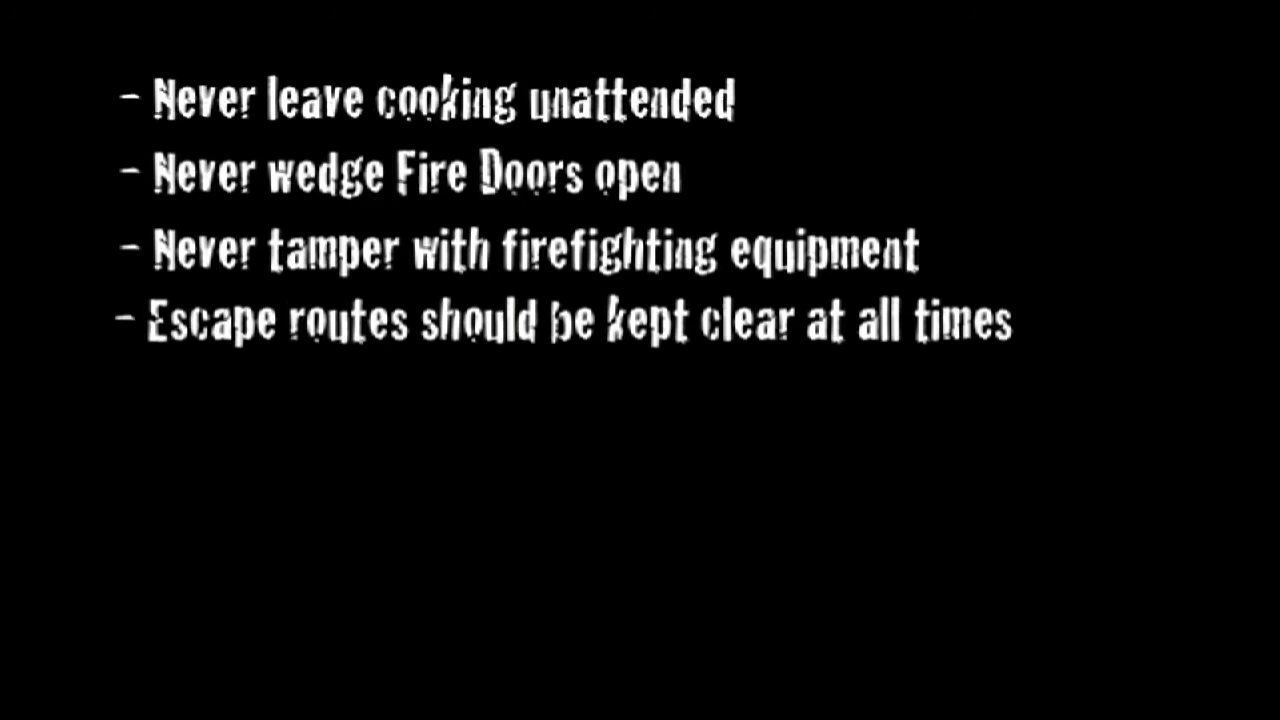 - Never leave cooking unattended
- Never wedge Fire Doors open
- Never tamper with firefighting equipment
- Escape routes should be kept clear at all times